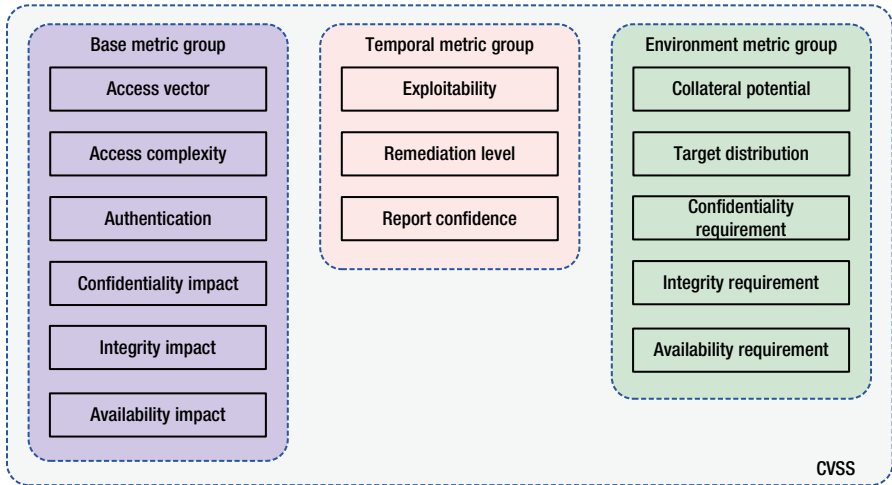 Base metric group
Access vector
Access complexity
Authentication
Confidentiality impact
Integrity impact
Availability impact
Temporal metric group
Exploitability
Remediation level
Report confidence
Environment metric group
Collateral potential
Target distribution
Confidentiality
requirement
Integrity requirement
Availability requirement
CVSS